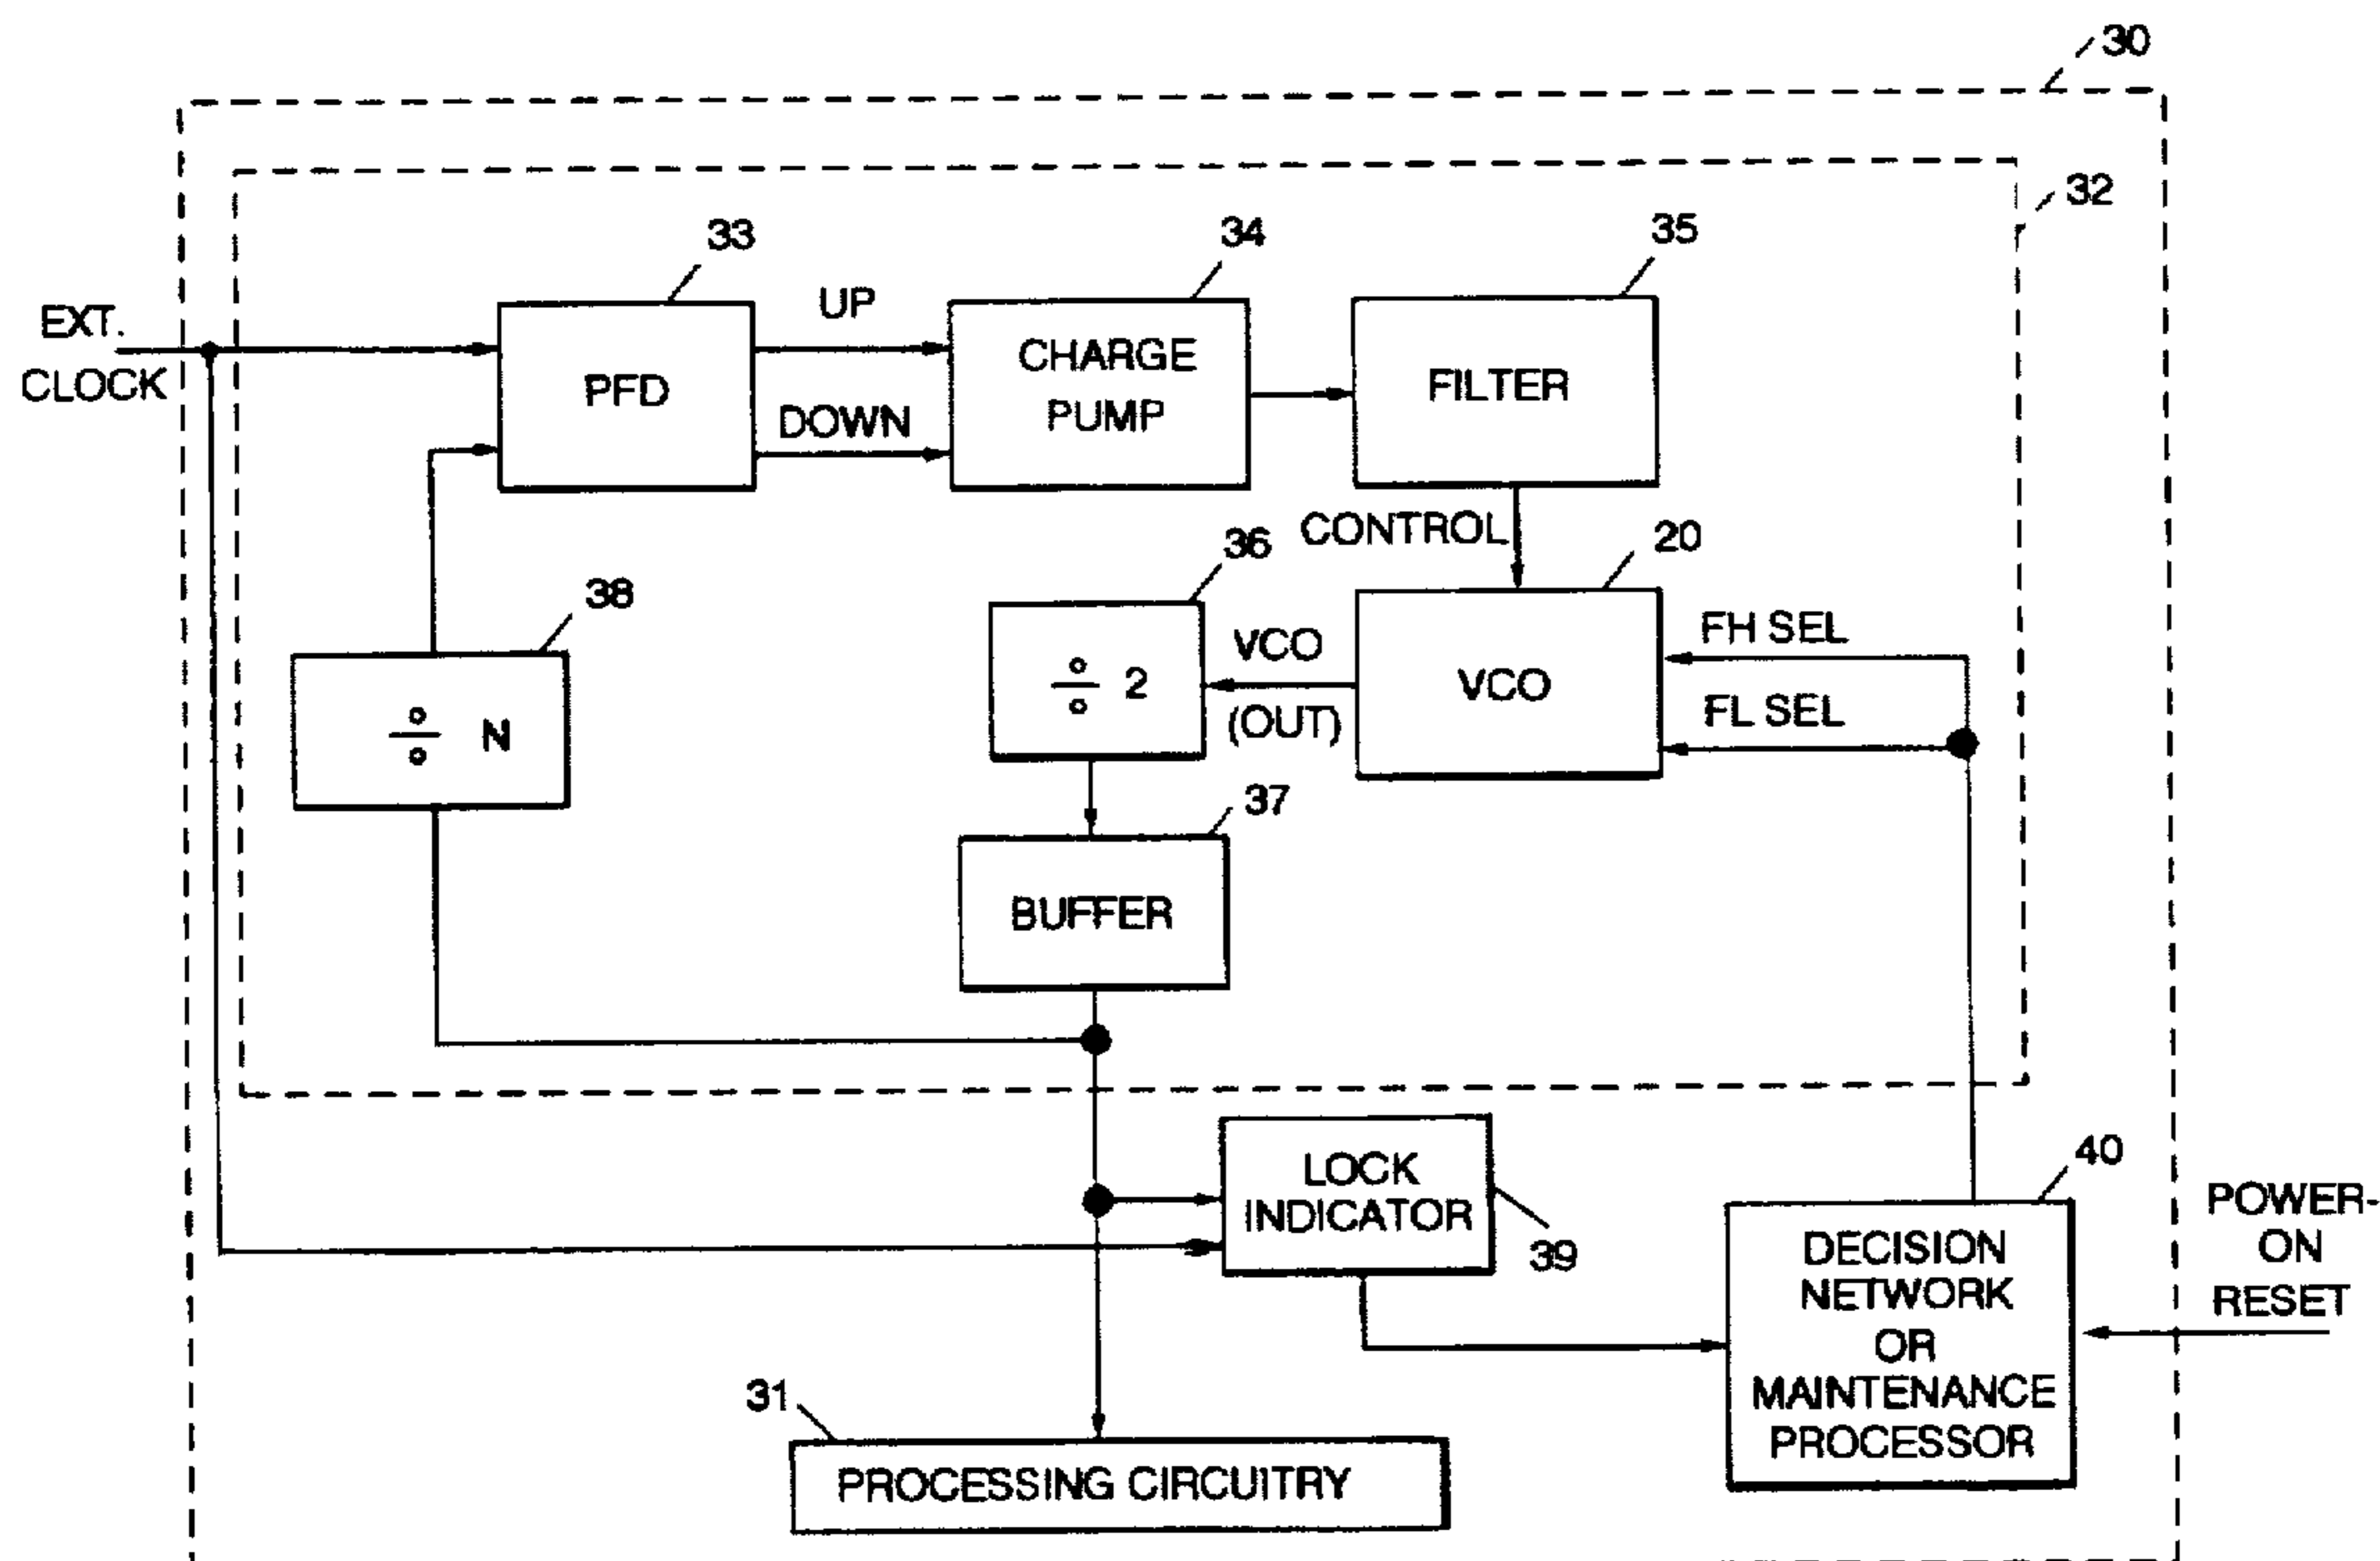 30
32
33
34
35
UP
EXT.
CLOCK
PFD
CHARGE
PUMP
FILTER
DOWN
CONTROL
20
36
38
FH SEL
VCO
÷ 2
VCO
(OUT)
FL SEL
÷ N
37
BUFFER
40
LOCK
INDICATOR
39
POWER-
ON
RESET
DECISION
NETWORK
OR
MAINTENANCE
PROCESSOR
31
PROCESSING CIRCUITRY